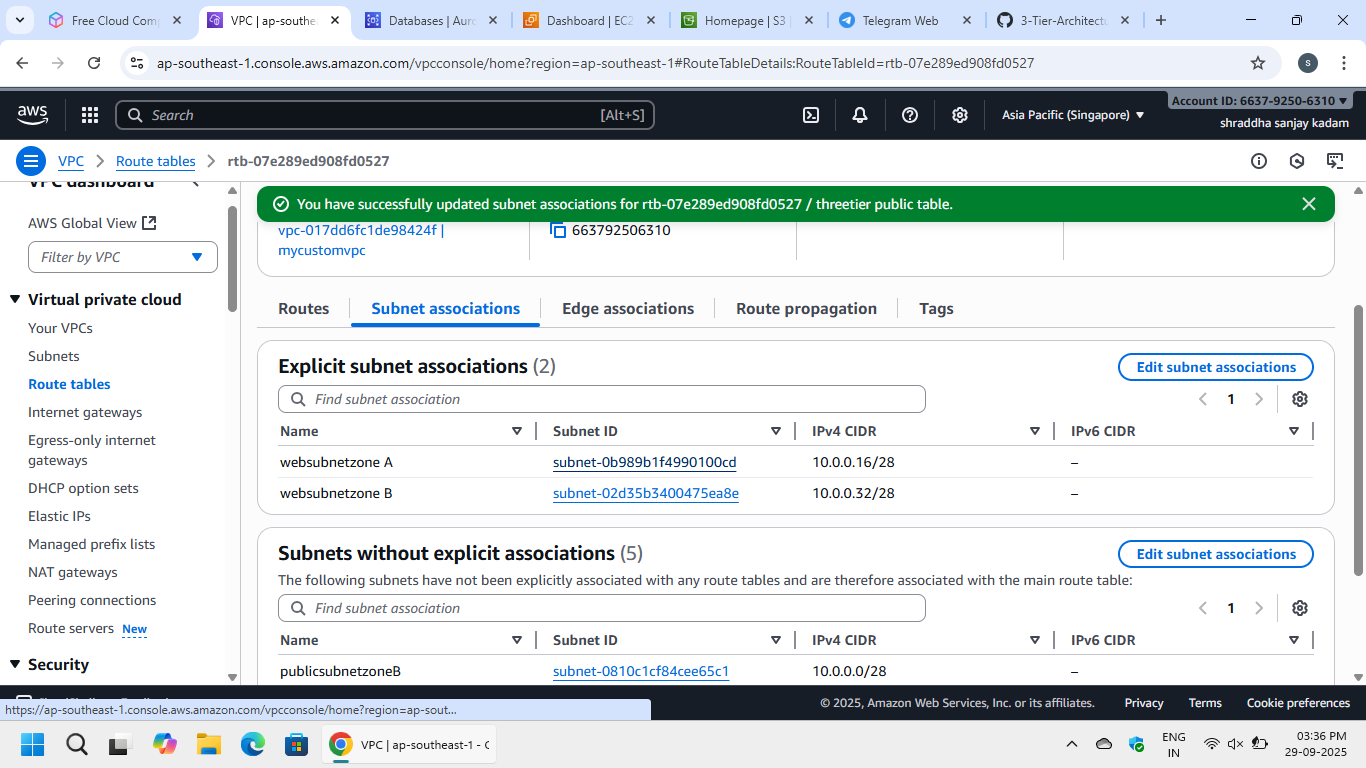 Free Cloud Com
VPC | ap-southe
Databases | Auro
Dashboard | EC2
Homepage | S3 |
Telegram Web
3-Tier-Architectu
ap-southeast-1.console.aws.amazon.com/vpcconsole/home?region=ap-southeast-1#RouteTableDetails:RouteTableId=rtb-07e289ed908fd0527
S
aws
Search
[Alt+S]
Asia Pacific (Singapore)
Account ID: 6637-9250-6310
shraddha sanjay kadam
VPC
Route tables
rtb-07e289ed908fd0527
VPC dashboard
AWS Global View
Filter by VPC
Virtual private cloud
Your VPCs
Subnets
Route tables
Internet gateways
Egress-only internet
gateways
DHCP option sets
Elastic IPs
Managed prefix lists
NAT gateways
Peering connections
Route servers New
Security
You have successfully updated subnet associations for rtb-07e289ed908fd0527 / threetier public table.
vpc-017dd6fc1de98424f |
mycustomvpc
663792506310
Routes
Subnet associations
Edge associations
Route propagation
Tags
Explicit subnet associations (2)
Edit subnet associations
Find subnet association
1
Name
Subnet ID
IPv4 CIDR
IPv6 CIDR
websubnetzone A
subnet-0b989b1f4990100cd
10.0.0.16/28
–
websubnetzone B
subnet-02d35b3400475ea8e
10.0.0.32/28
–
Subnets without explicit associations (5)
Edit subnet associations
The following subnets have not been explicitly associated with any route tables and are therefore associated with the main route table:
Find subnet association
1
Name
Subnet ID
IPv4 CIDR
IPv6 CIDR
publicsubnetzoneB
subnet-0810c1cf84cee65c1
10.0.0.0/28
–
© 2025, Amazon Web Services, Inc. or its affiliates.
Privacy
Terms
Cookie preferences
https://ap-southeast-1.console.aws.amazon.com/vpcconsole/home?region=ap-sout...
VPC | ap-southeast-1 - G
ENG
IN
03:36 PM
29-09-2025